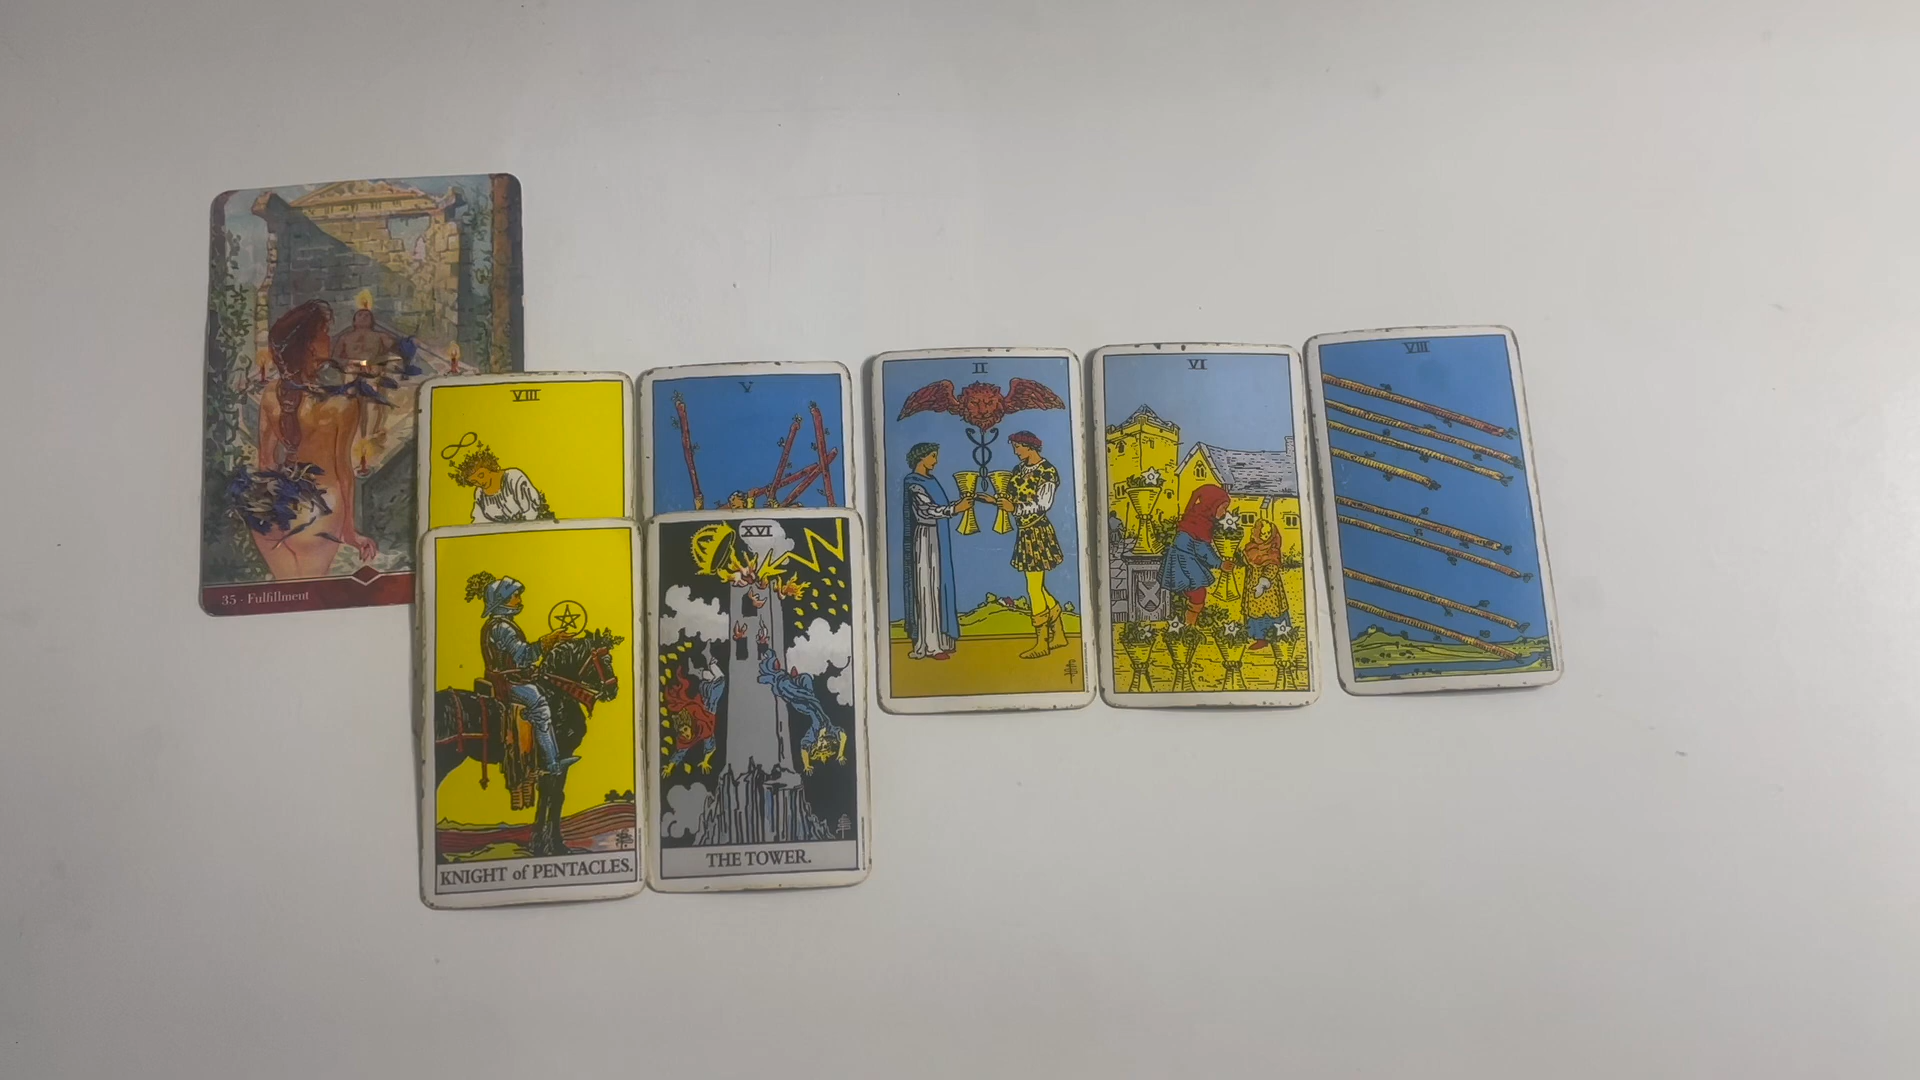 35 - Fulfillment
VIII
V
II
VI
VIII
KNIGHT of PENTACLES.
XVI
THE TOWER.